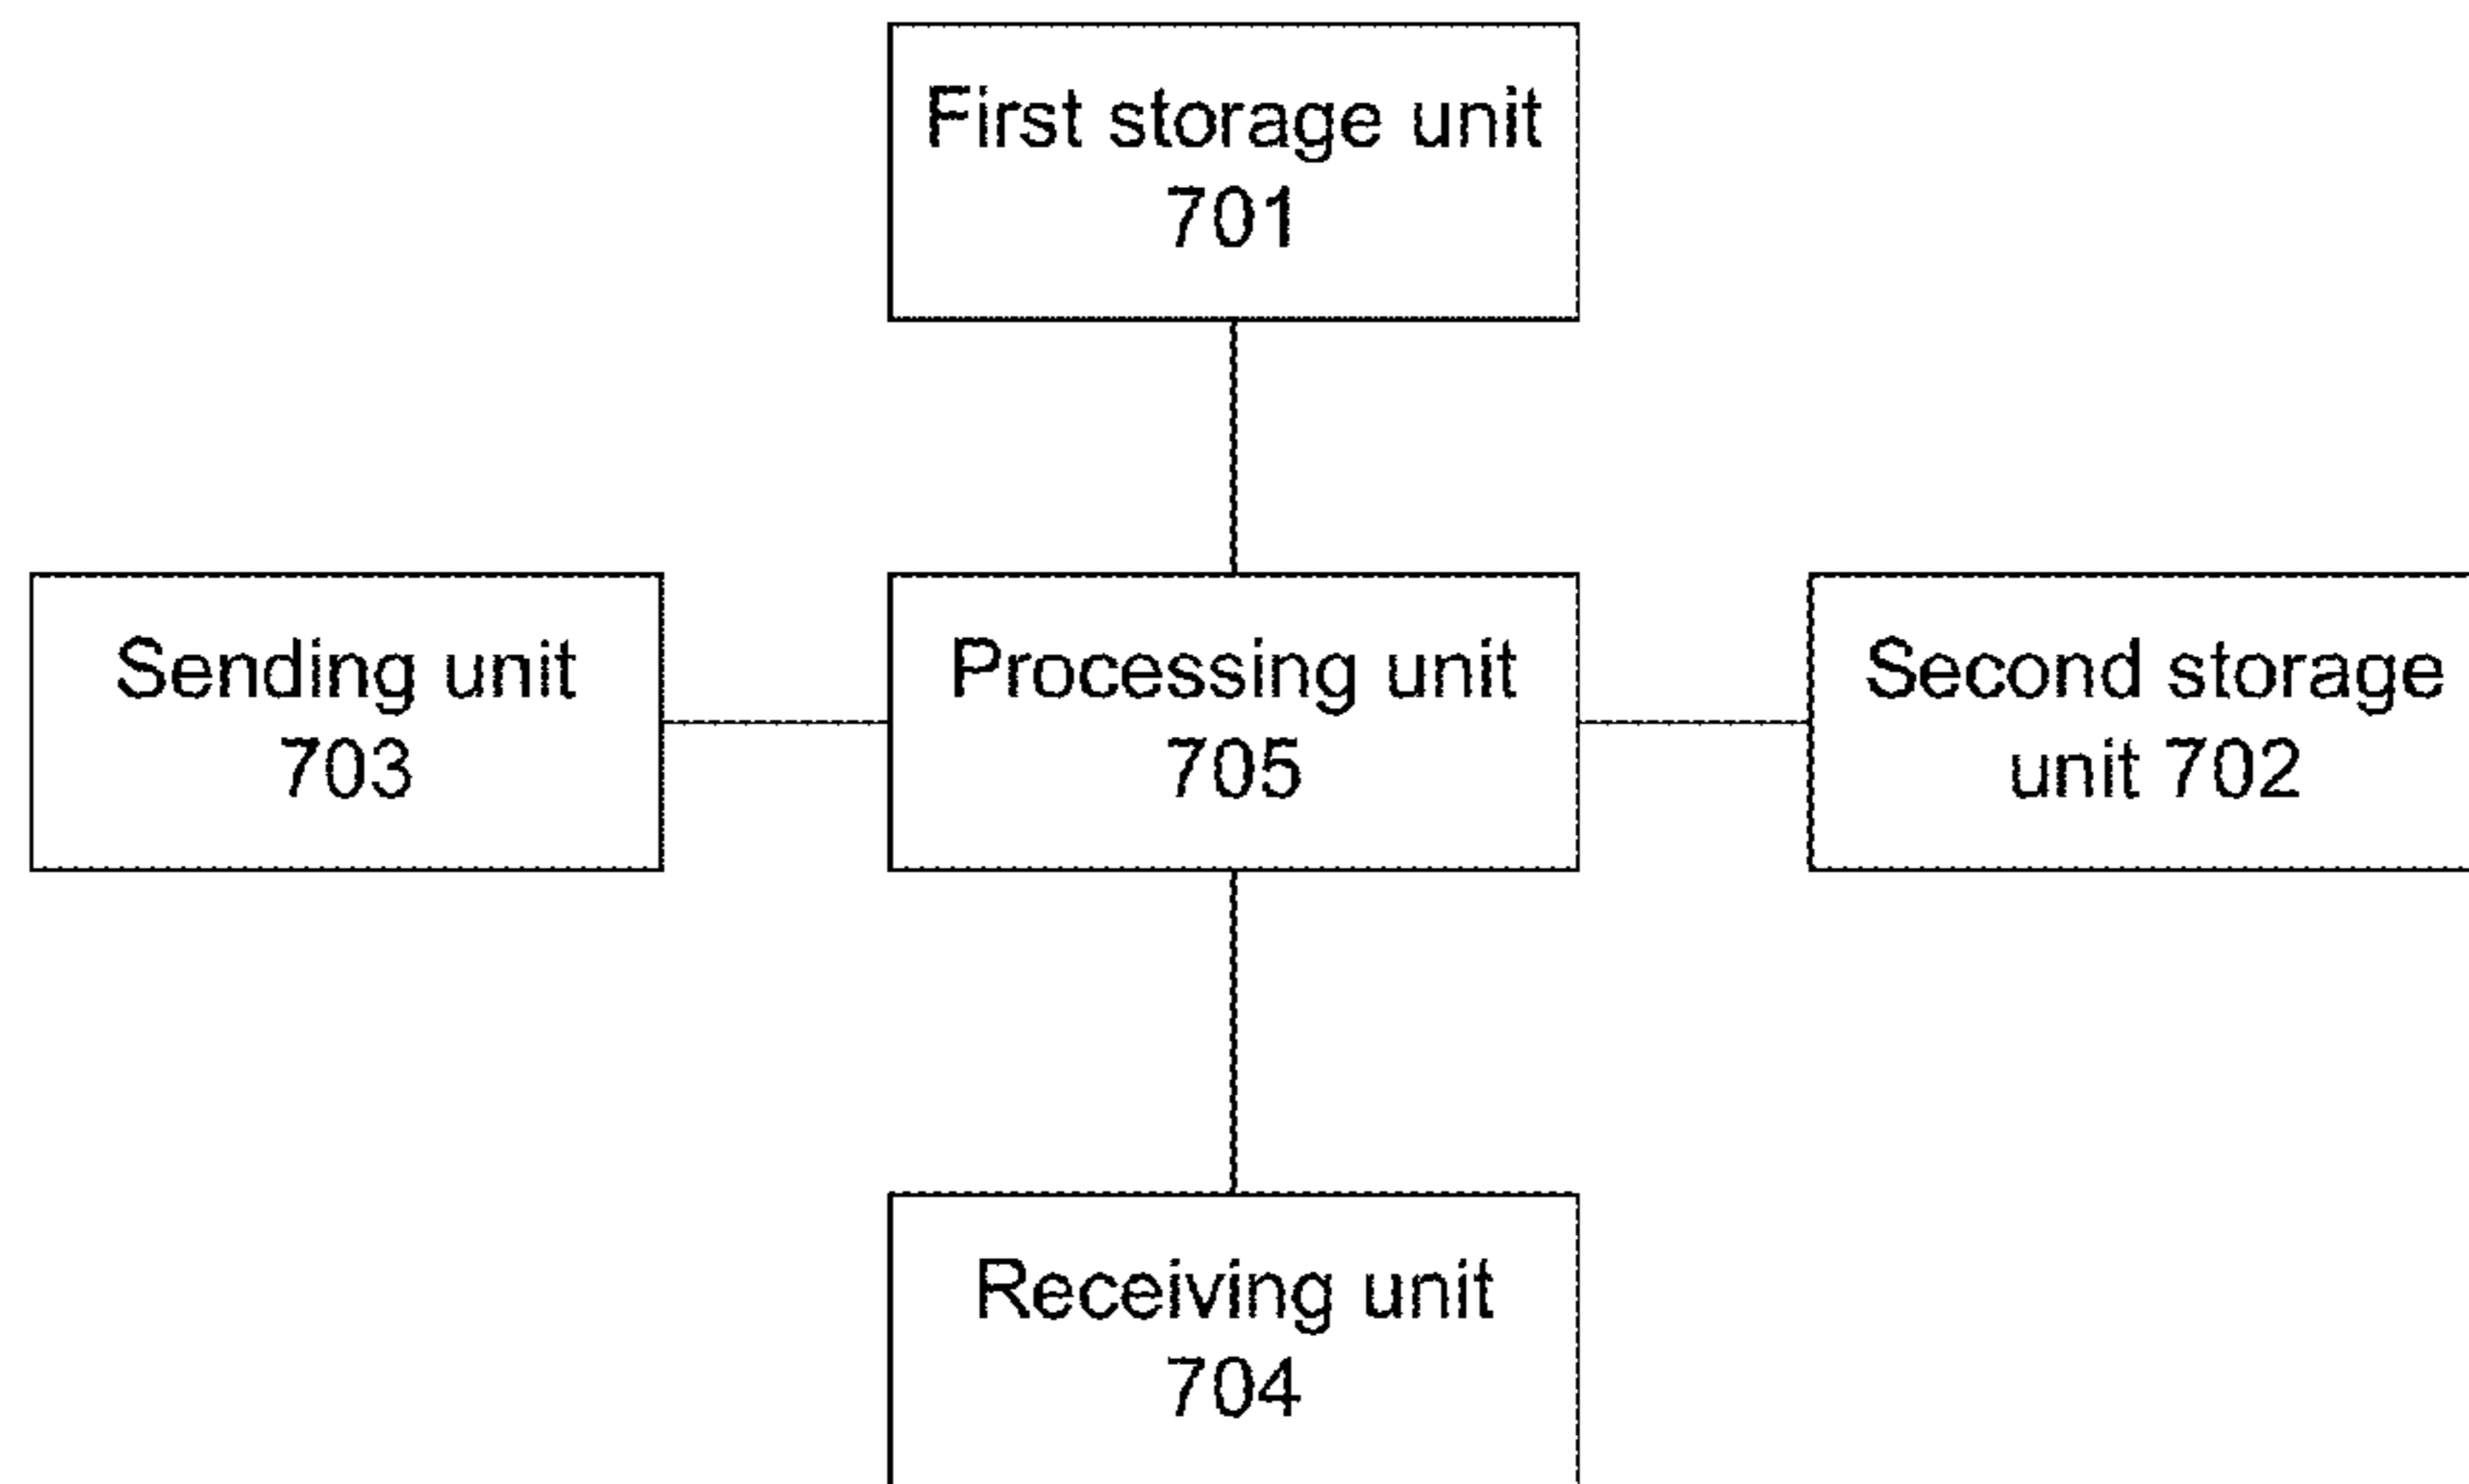 First storage unit
701
Sending unit
703
Processing unit
705
Second storage
unit 702
Receiving unit
704